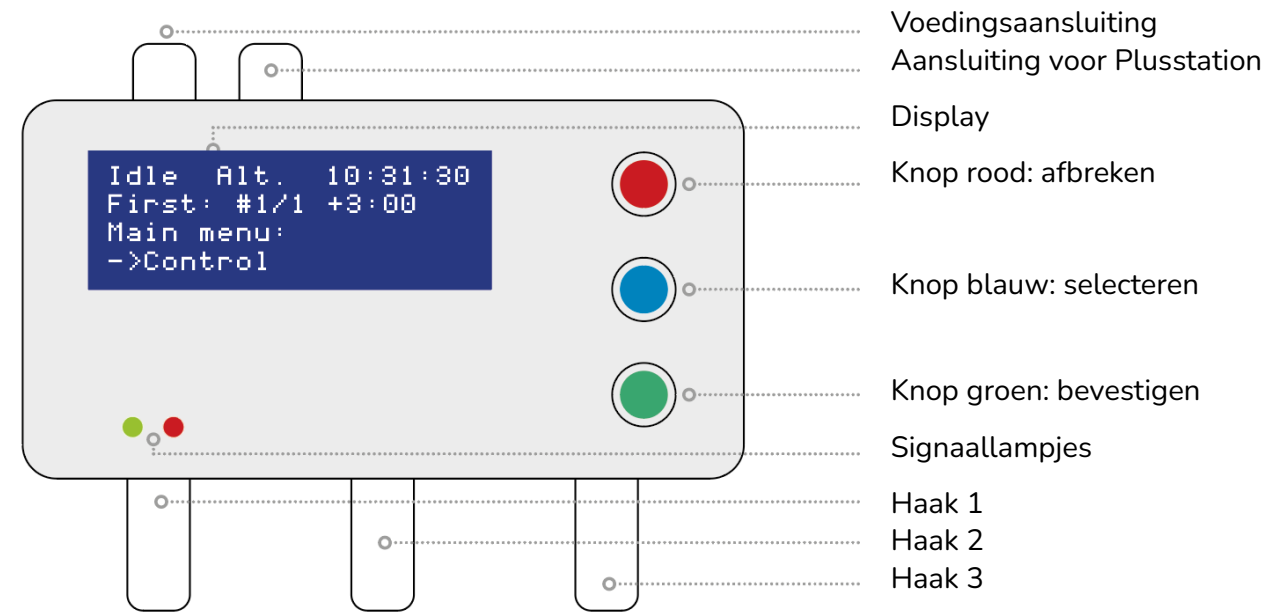 Voedingsaansluiting
Aansluiting voor Plusstation
Display
Idle Alt. 10:31:30
First: #1/1 +3:00
Main menu:
->Control
Knop rood: afbreken
Knop blauw: selecteren
Knop groen: bevestigen
Signaallampjes
Haak 1
Haak 2
Haak 3